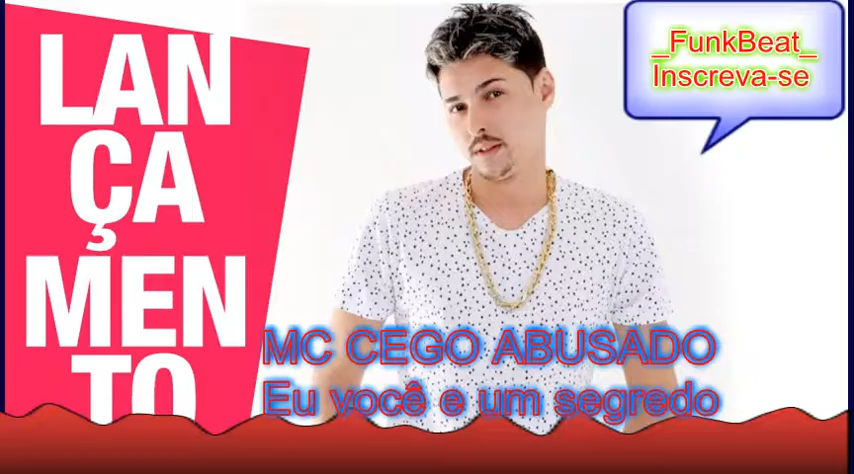 LAN
ÇA
MEN
TO
_FunkBeat_
Inscreva-se
MC CEGO ABUSADO
Eu você e um segredo